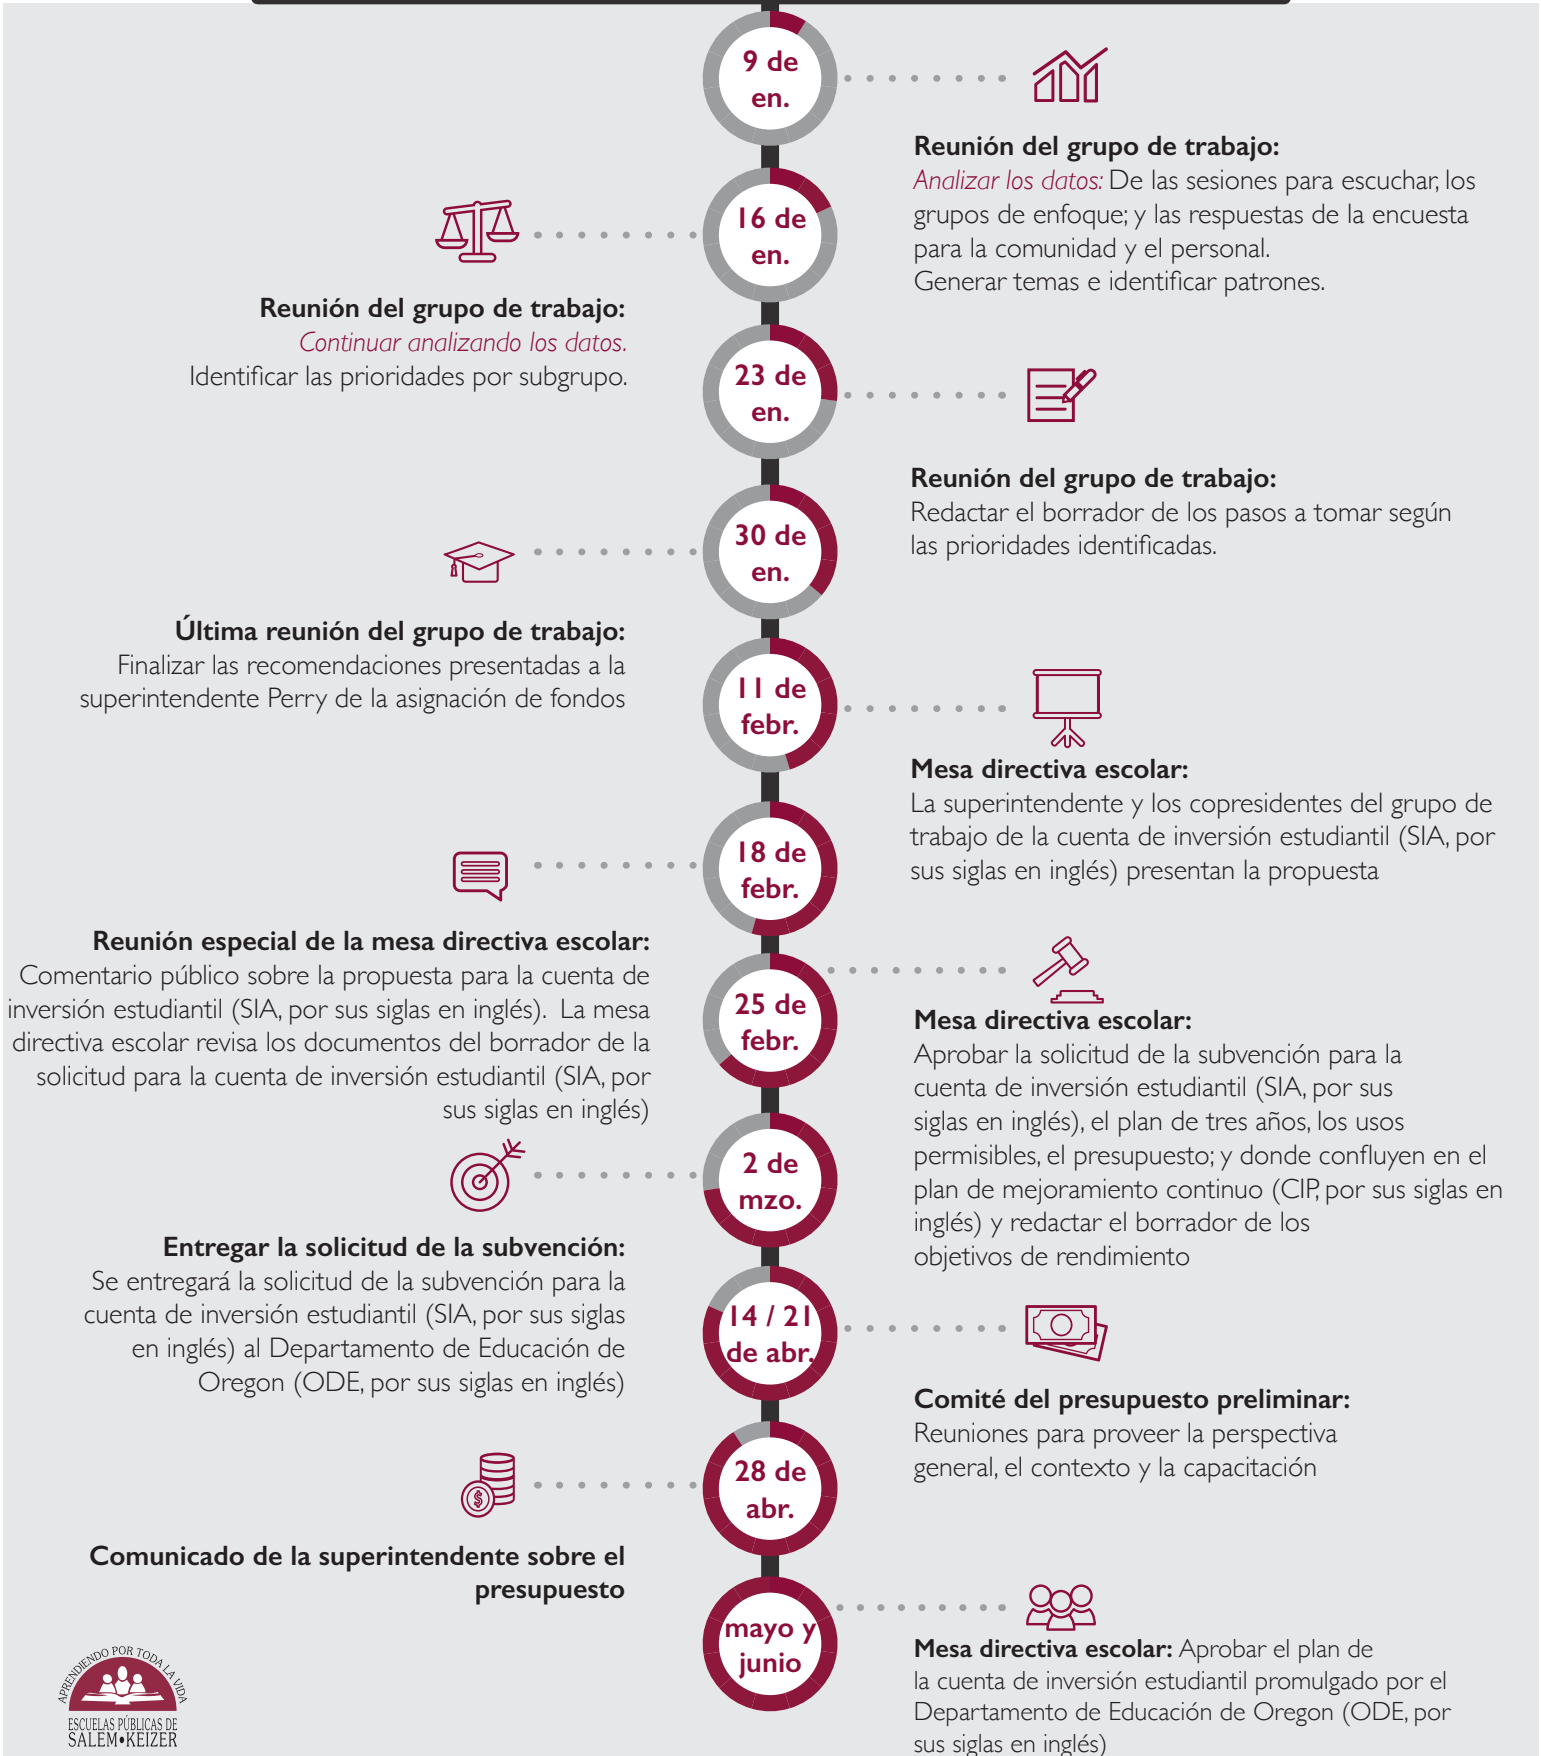 9 de
en.
Reunión del grupo de trabajo:
Analizar los datos: De las sesiones para escuchar, los
grupos de enfoque; y las respuestas de la encuesta
para la comunidad y el personal.
Generar temas e identificar patrones.
16 de
en.
Reunión del grupo de trabajo:
Continuar analizando los datos.
Identificar las prioridades por subgrupo.
23 de
en.
Reunión del grupo de trabajo:
Redactar el borrador de los pasos a tomar según
las prioridades identificadas.
30 de
en.
Última reunión del grupo de trabajo:
Finalizar las recomendaciones presentadas a la
superintendente Perry de la asignación de fondos
11 de
febr.
Mesa directiva escolar:
La superintendente y los copresidentes del grupo de
trabajo de la cuenta de inversión estudiantil (SIA, por
sus siglas en inglés) presentan la propuesta
18 de
febr.
Reunión especial de la mesa directiva escolar:
Comentario público sobre la propuesta para la cuenta de
inversión estudiantil (SIA, por sus siglas en inglés). La mesa
directiva escolar revisa los documentos del borrador de la
solicitud para la cuenta de inversión estudiantil (SIA, por
sus siglas en inglés)
25 de
febr.
Mesa directiva escolar:
Aprobar la solicitud de la subvención para la
cuenta de inversión estudiantil (SIA, por sus
siglas en inglés), el plan de tres años, los usos
permisibles, el presupuesto; y donde confluyen en el
plan de mejoramiento continuo (CIP, por sus siglas en
inglés) y redactar el borrador de los
objetivos de rendimiento
2 de
mzo.
Entregar la solicitud de la subvención:
Se entregará la solicitud de la subvención para la
cuenta de inversión estudiantil (SIA, por sus siglas
en inglés) al Departamento de Educación de
Oregon (ODE, por sus siglas en inglés)
14 / 21
de abr.
Comité del presupuesto preliminar:
Reuniones para proveer la perspectiva
general, el contexto y la capacitación
28 de
abr.
$
Comunicado de la superintendente sobre el
presupuesto
mayo y
junio
Mesa directiva escolar: Aprobar el plan de
la cuenta de inversión estudiantil promulgado por el
Departamento de Educación de Oregon (ODE, por
sus siglas en inglés)
APRENDIENDO POR TODA LA VIDA
ESCUELAS PÚBLICAS DE
SALEM•KEIZER